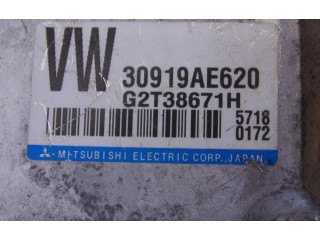 VW 30919AE620
G2T38671H
5718
0172
MITSUBISHI ELECTRIC CORP., JAPAN.